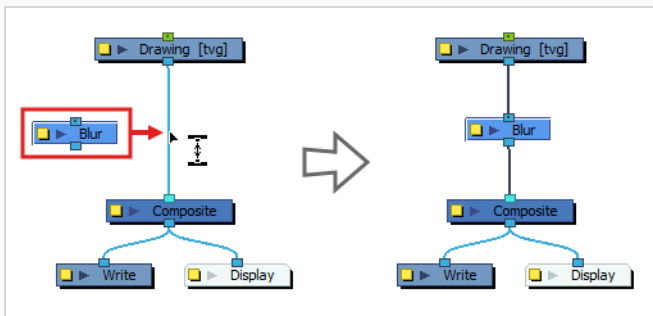 Drawing [tvg]
Blur
Composite
Write
Display
Drawing [tvg]
Blur
Composite
Write
Display